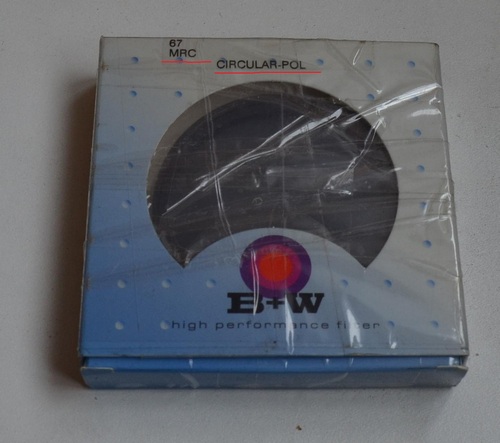 67
MRC
CIRCULAR-POL
B+W
high performance filter